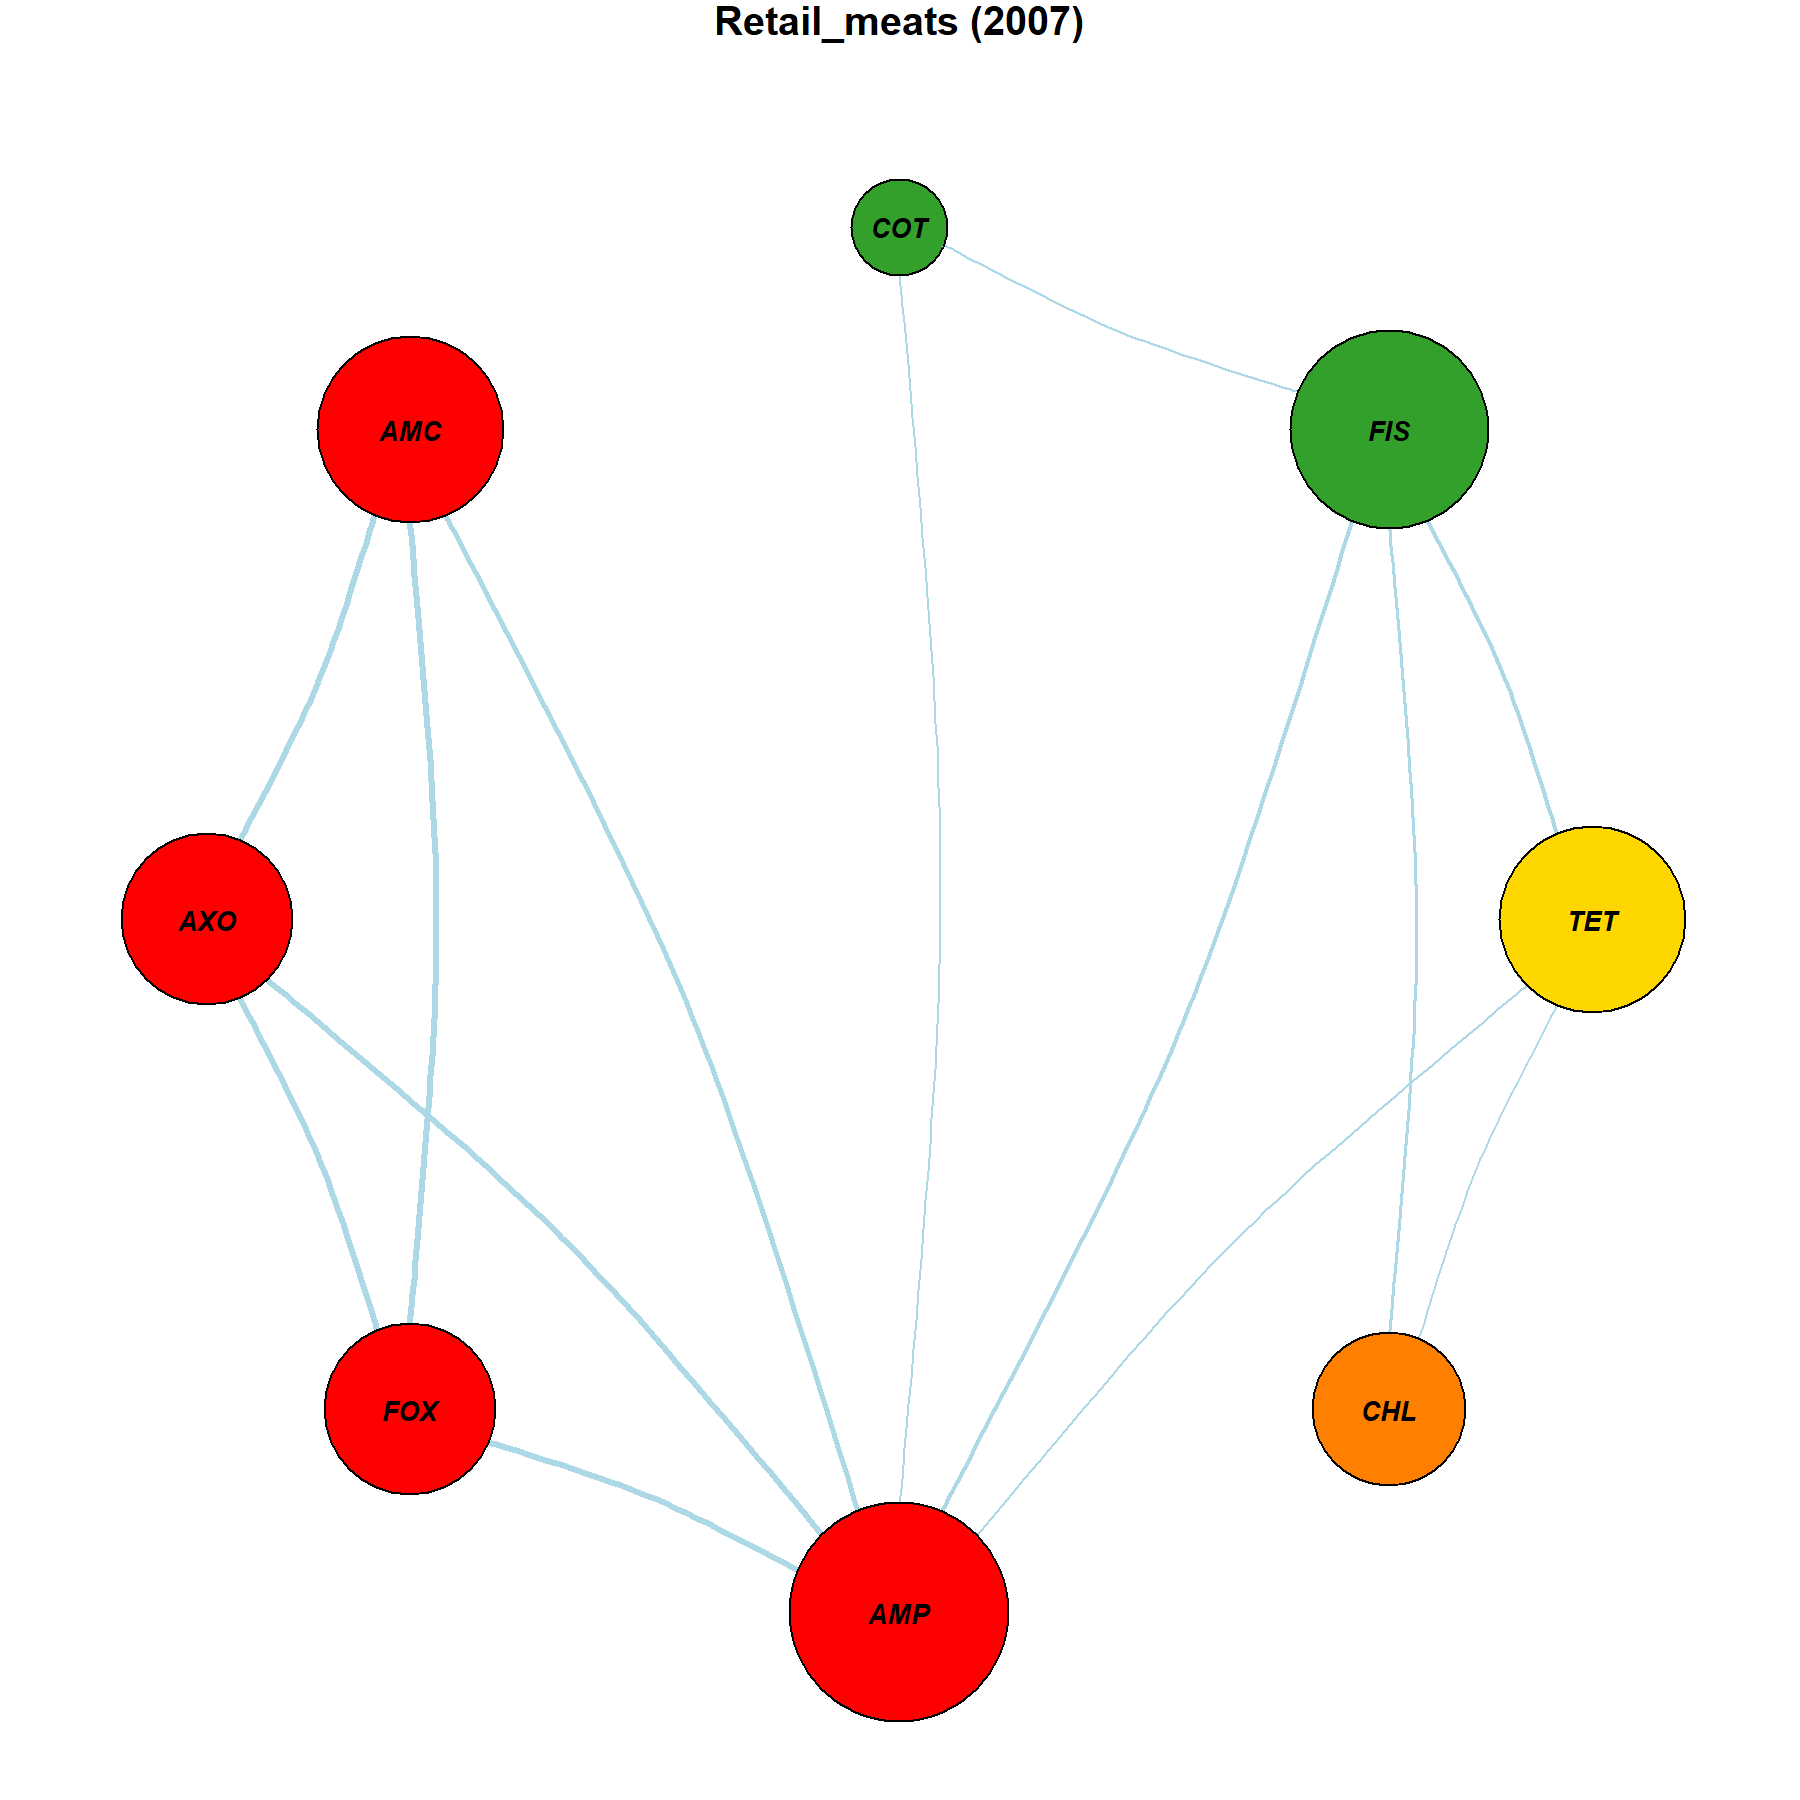 Retail_meats (2007)
COT
AMC
FIS
AXO
TET
FOX
CHL
AMP